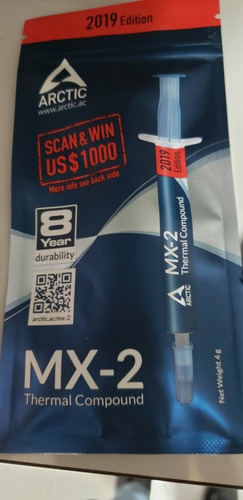 2019 Edition
ARCTIC
www.arctic.ac
SCAN & WIN
US$1000
More info see back side
8
Year
durability
arctic.ac/mx-2
2019
Edition
MX-2
Thermal Compound
ARCTIC
MX-2
Thermal Compound
Net Weight 4 g